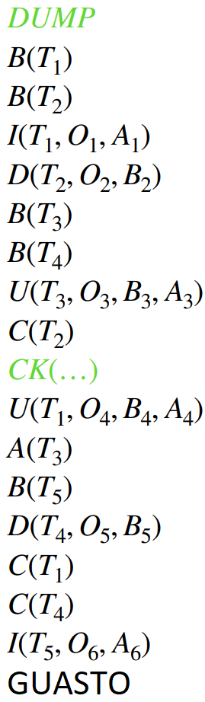 DUMP
B(T₁)
B(T₂)
I(T₁, O₁, A₁)
D(T₂, O₂, B₂)
B(T₃)
B(T₄)
U(T₃, O₃, B₃, A₃)
C(T₂)
CK(…)
U(T₁, O₄, B₄, A₄)
A(T₃)
B(T₅)
D(T₄, O₅, B₅)
C(T₁)
C(T₄)
I(T₅, O₆, A₆)
GUASTO